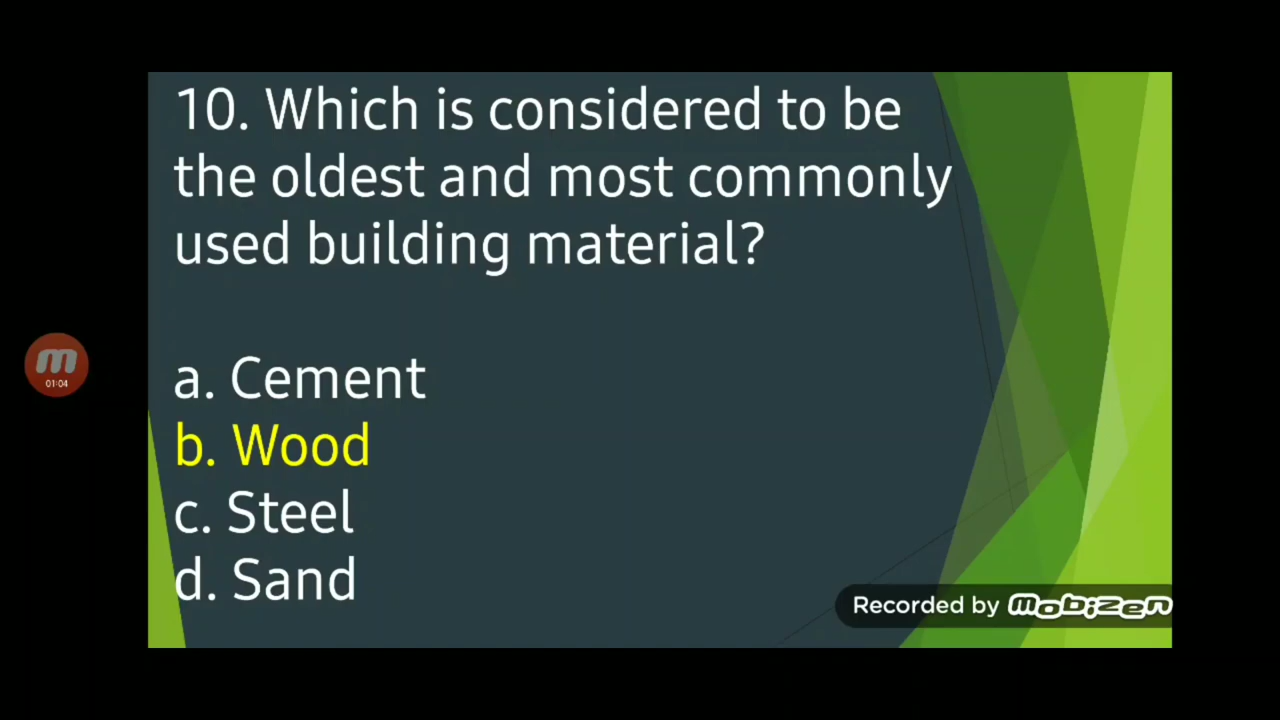 10. Which is considered to be
the oldest and most commonly
used building material?
a. Cement
b. Wood
c. Steel
d. Sand
m
01:04
Recorded by mobizen